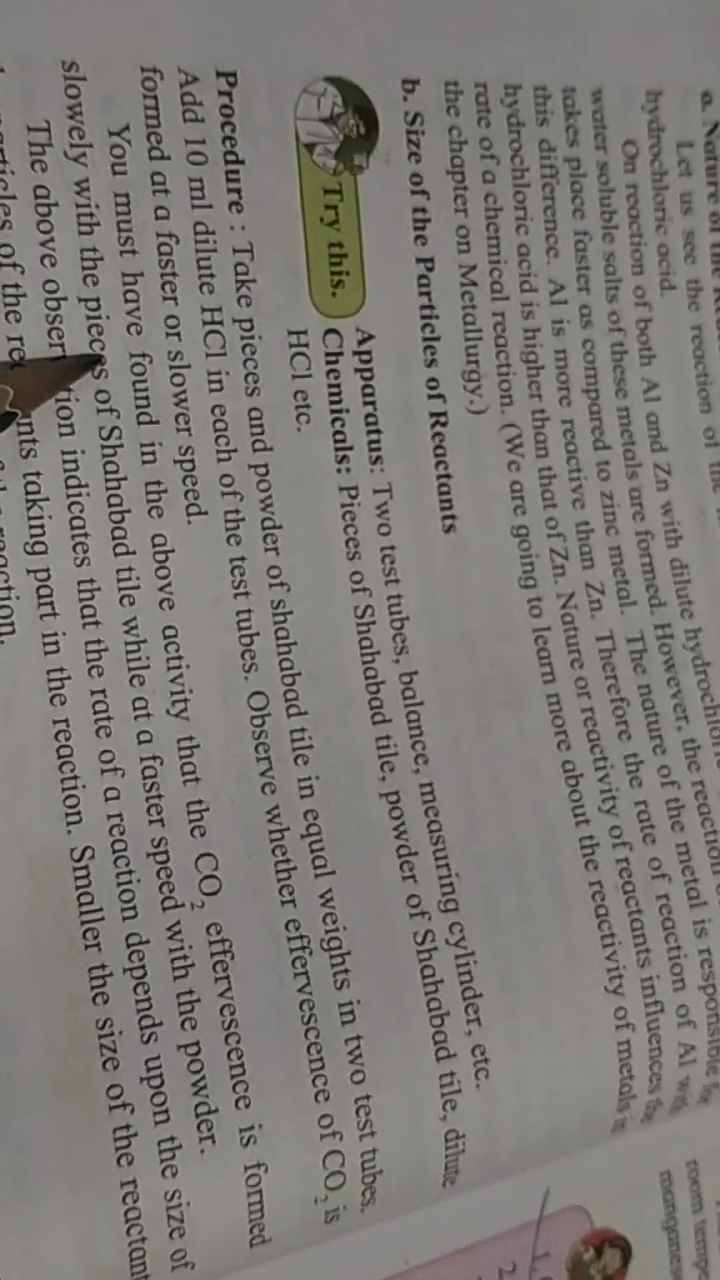 a. Nature of the
Let us see the reaction of
hydrochloric acid.
On reaction of both Al and Zn with dilute hydrochloric
water soluble salts of these metals are formed. However, the reaction
takes place faster as compared to zinc metal. The nature of the metal is responsible for
this difference. Al is more reactive than Zn. Therefore the rate of reaction of Al with
hydrochloric acid is higher than that of Zn. Nature or reactivity of reactants influences the
rate of a chemical reaction. (We are going to learn more about the reactivity of metals in
the chapter on Metallurgy.)
b. Size of the Particles of Reactants
Try this.
Apparatus: Two test tubes, balance, measuring cylinder, etc.
Chemicals: Pieces of Shahabad tile, powder of Shahabad tile, dilute
HCl etc.
Procedure : Take pieces and powder of shahabad tile in equal weights in two test tubes.
Add 10 ml dilute HCl in each of the test tubes. Observe whether effervescence of CO₂ is
formed at a faster or slower speed.
You must have found in the above activity that the CO₂ effervescence is formed
slowly with the pieces of Shahabad tile while at a faster speed with the powder.
The above obser tion indicates that the rate of a reaction depends upon the size of
particles of the re nts taking part in the reaction. Smaller the size of the reactant
reaction.
room temp
manganes
1.
2.